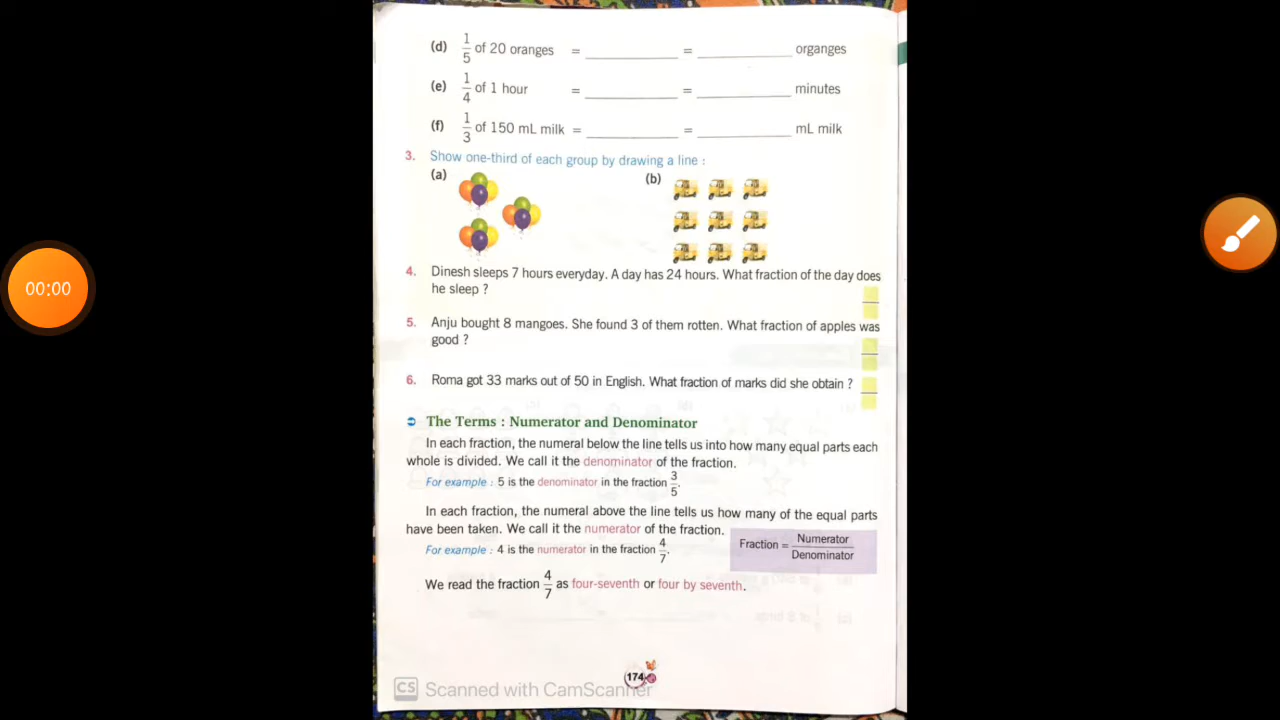 (d) 1/5 of 20 oranges = ________ = ________ organges
(e) 1/4 of 1 hour = ________ = ________ minutes
(f) 1/3 of 150 mL milk = ________ = ________ mL milk
3. Show one-third of each group by drawing a line :
(a) (b)
4. Dinesh sleeps 7 hours everyday. A day has 24 hours. What fraction of the day does
he sleep ?
00:00
5. Anju bought 8 mangoes. She found 3 of them rotten. What fraction of apples was
good ?
6. Roma got 33 marks out of 50 in English. What fraction of marks did she obtain ?
➲ The Terms : Numerator and Denominator
In each fraction, the numeral below the line tells us into how many equal parts each
whole is divided. We call it the denominator of the fraction.
For example : 5 is the denominator in the fraction 3/5.
In each fraction, the numeral above the line tells us how many of the equal parts
have been taken. We call it the numerator of the fraction.
For example : 4 is the numerator in the fraction 4/7.
Fraction = Numerator/Denominator
We read the fraction 4/7 as four-seventh or four by seventh.
174
CS Scanned with CamScanner